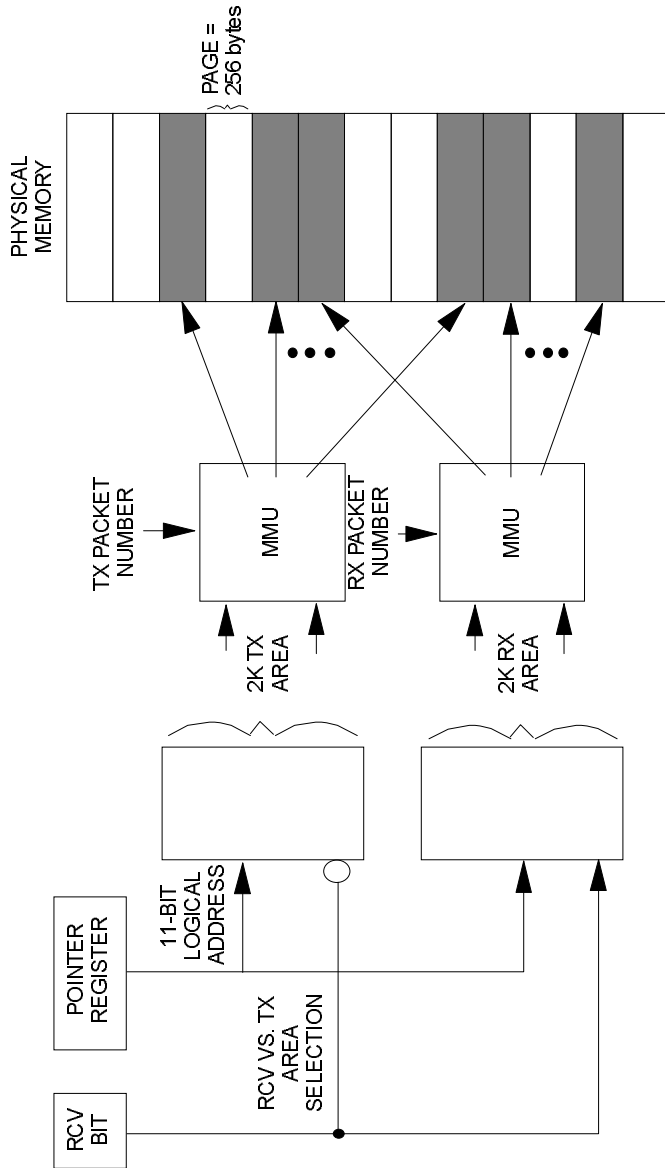 RCV
BIT
POINTER
REGISTER
RCV VS. TX
AREA
SELECTION
11-BIT
LOGICAL
ADDRESS
2K TX
AREA
2K RX
AREA
TX PACKET
NUMBER
MMU
RX PACKET
NUMBER
MMU
PHYSICAL
MEMORY
PAGE =
256 bytes